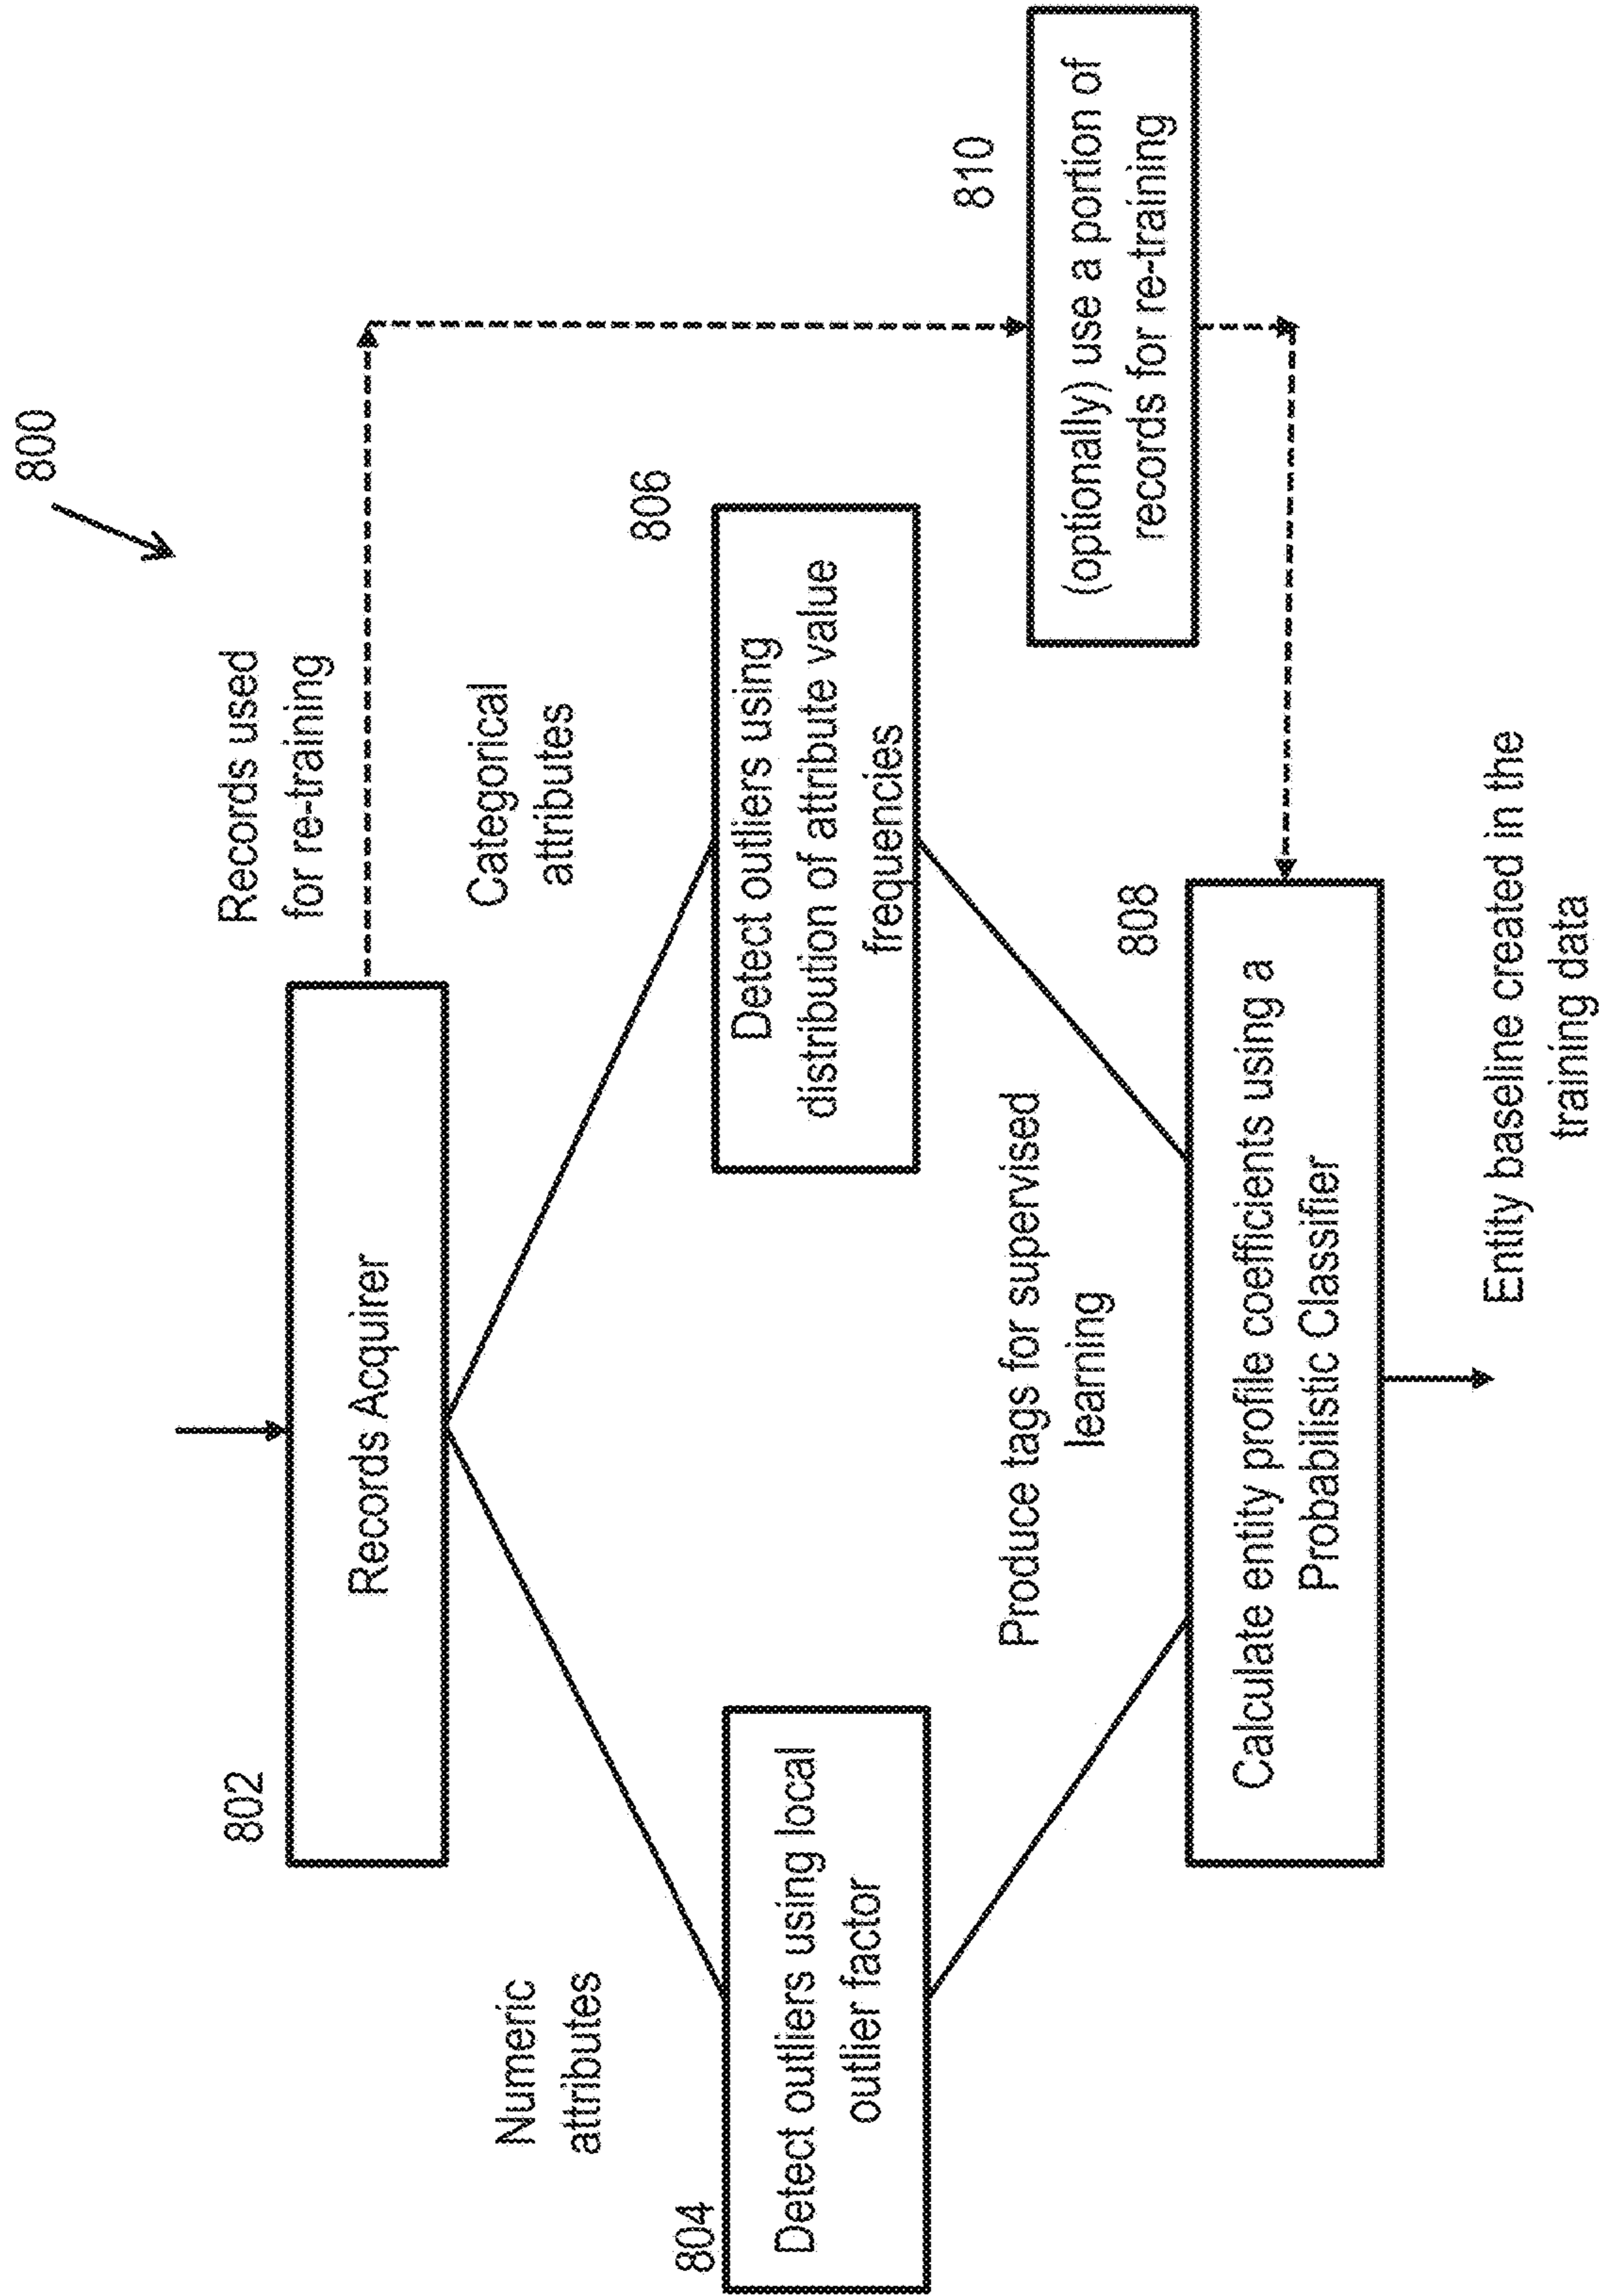 800
802
Records Acquirer
Records used
for re-training
Numeric
attributes
Categorical
attributes
804
Detect outliers using local
outlier factor
806
Detect outliers using
distribution of attribute value
frequencies
Produce tags for supervised
learning
810
(optionally) use a portion of
records for re-training
808
Calculate entity profile coefficients using a
Probabilistic Classifier
Entity baseline created in the
training data